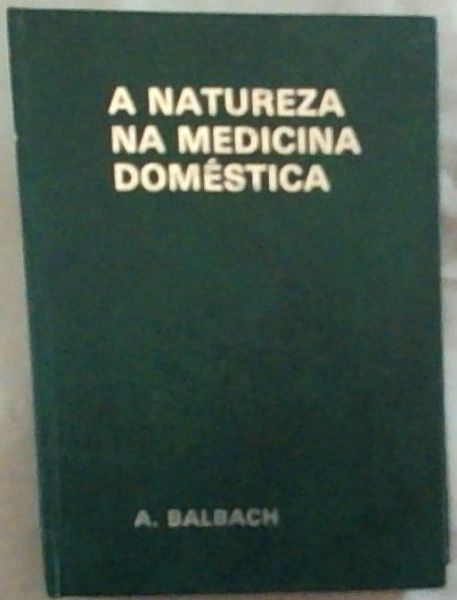 A NATUREZA
NA MEDICINA
DOMÉSTICA
A. BALBACH